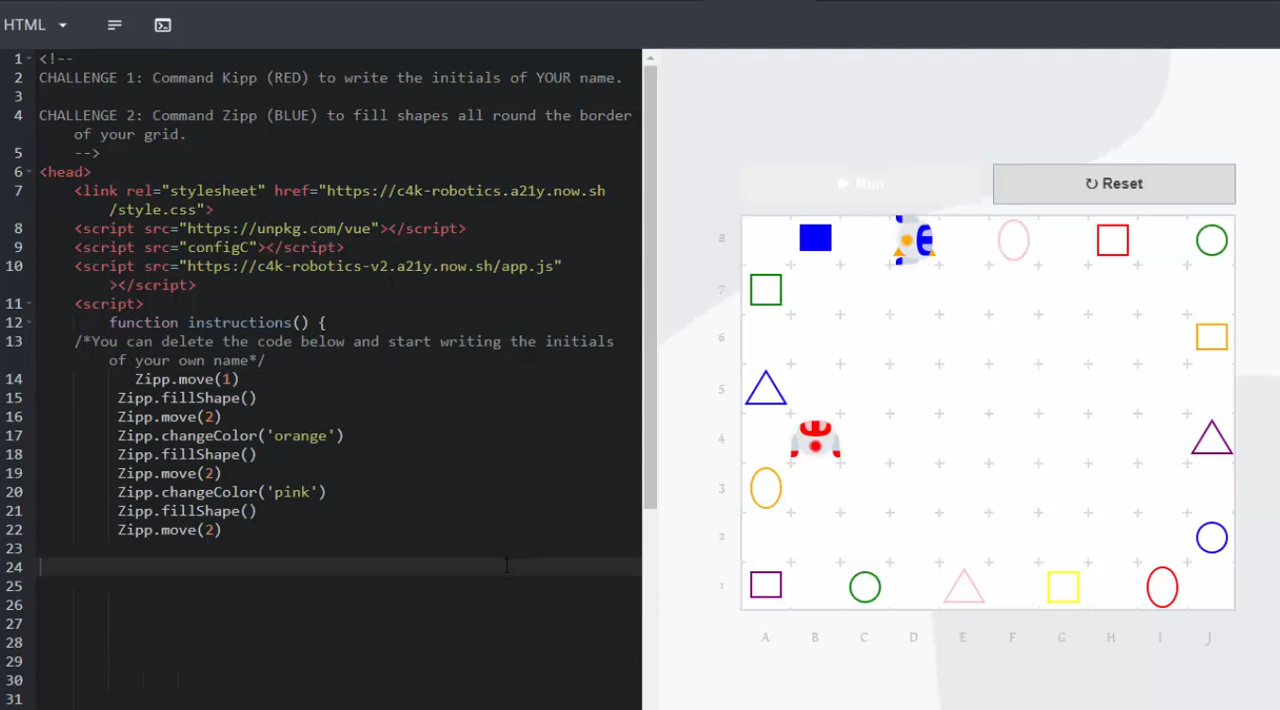 HTML
1 <!--
2 CHALLENGE 1: Command Kipp (RED) to write the initials of YOUR name.
3
4 CHALLENGE 2: Command Zipp (BLUE) to fill shapes all round the border
of your grid.
5 -->
6 <head>
7 <link rel="stylesheet" href="https://c4k-robotics.a21y.now.sh
/style.css">
8 <script src="https://unpkg.com/vue"></script>
9 <script src="configC"></script>
10 <script src="https://c4k-robotics-v2.a21y.now.sh/app.js"
></script>
11 <script>
12 function instructions() {
13 /*You can delete the code below and start writing the initials
of your own name*/
14 Zipp.move(1)
15 Zipp.fillShape()
16 Zipp.move(2)
17 Zipp.changeColor('orange')
18 Zipp.fillShape()
19 Zipp.move(2)
20 Zipp.changeColor('pink')
21 Zipp.fillShape()
22 Zipp.move(2)
23
24
25
26
27
28
29
30
31
Run
↻ Reset
8
7
6
5
4
3
2
1
A B C D E F G H I J